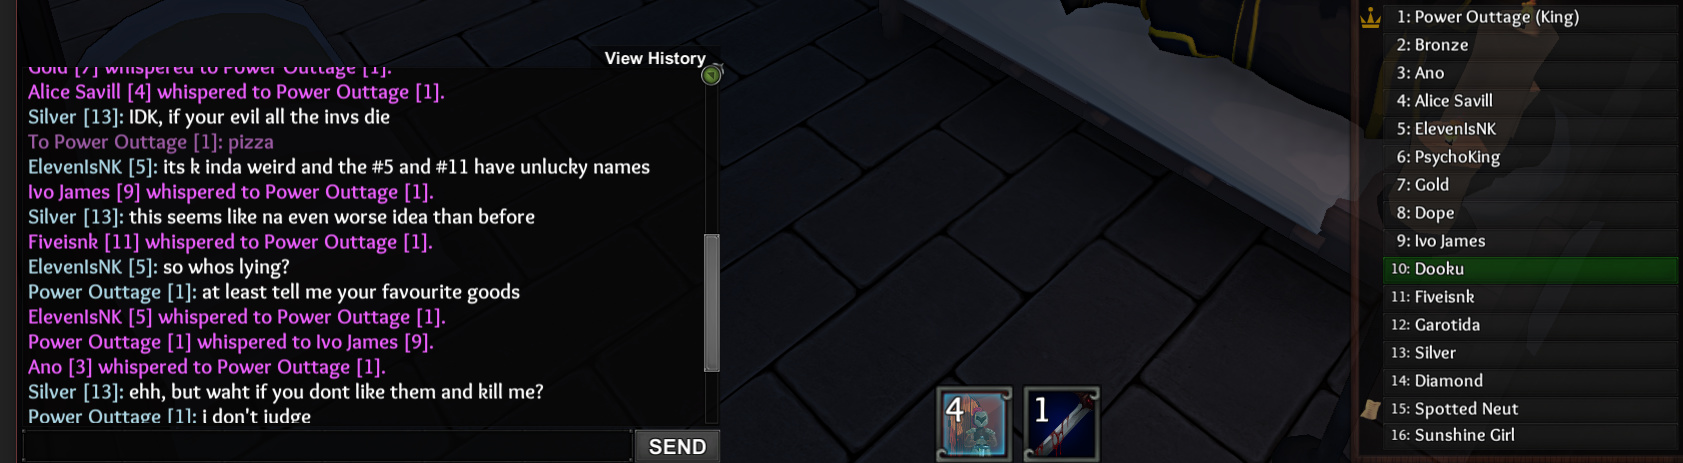 View History
Gold [7] whispered to Power Outtage [1].
Alice Savill [4] whispered to Power Outtage [1].
Silver [13]: IDK, if your evil all the invs die
To Power Outtage [1]: pizza
ElevenIsNK [5]: its k inda weird and the #5 and #11 have unlucky names
Ivo James [9] whispered to Power Outtage [1].
Silver [13]: this seems like na even worse idea than before
Fiveisnk [11] whispered to Power Outtage [1].
ElevenIsNK [5]: so whos lying?
Power Outtage [1]: at least tell me your favourite goods
ElevenIsNK [5] whispered to Power Outtage [1].
Power Outtage [1] whispered to Ivo James [9].
Ano [3] whispered to Power Outtage [1].
Silver [13]: ehh, but waht if you dont like them and kill me?
Power Outtage [1]: i don't judge
SEND
4
1
1: Power Outtage (King)
2: Bronze
3: Ano
4: Alice Savill
5: ElevenIsNK
6: PsychoKing
7: Gold
8: Dope
9: Ivo James
10: Dooku
11: Fiveisnk
12: Garotida
13: Silver
14: Diamond
15: Spotted Neut
16: Sunshine Girl